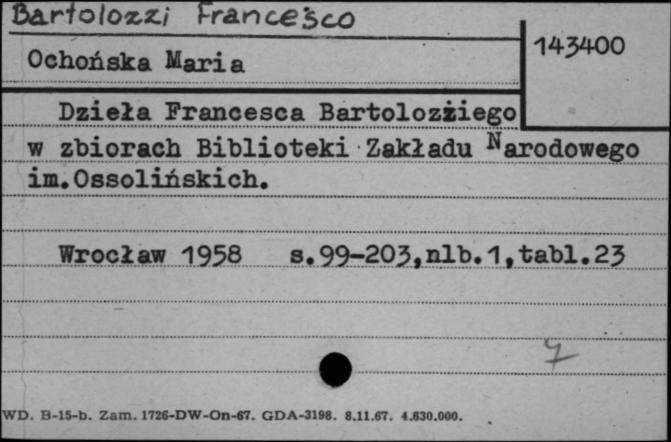 Bartolozzi Francesco
143400
Ochońska Maria
Dzieła Francesca Bartolozziego
w zbiorach Biblioteki Zakładu Narodowego
im.Ossolińskich.
Wrocław 1958 s.99-203,nlb.1,tabl.23
7
WD. B-15-b. Zam. 1726-DW-On-67. GDA-3198. 8.11.67. 4.630.000.